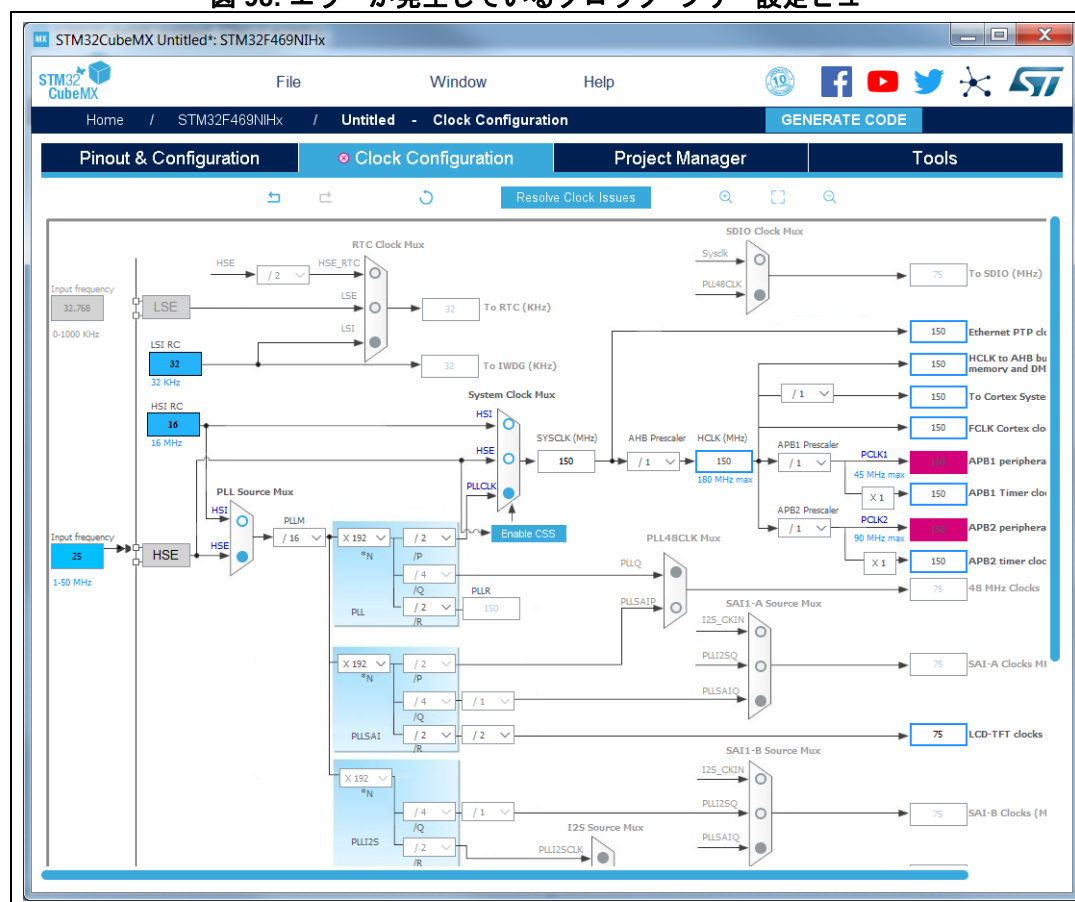 STM32CubeMX Untitled*: STM32F469NIHx
STM32 CubeMX
File
Window
Help
Home / STM32F469NIHx / Untitled - Clock Configuration
GENERATE CODE
Pinout & Configuration
Clock Configuration
Project Manager
Tools
Resolve Clock Issues
RTC Clock Mux
SDIO Clock Mux
HSE
/ 2
HSE_RTC
Sysclk
PLL48CLK
75
To SDIO (MHz)
Input frequency
32.768
0-1000 KHz
LSE
LSE
32
To RTC (KHz)
LSI
LSI RC
32
32 KHz
32
To IWDG (KHz)
150
Ethernet PTP clo
150
HCLK to AHB bu
memory and DM
/ 1
150
To Cortex Syste
150
FCLK Cortex clo
HSI RC
16
16 MHz
System Clock Mux
HSI
HSE
PLLCLK
SYSCLK (MHz)
150
AHB Prescaler
/ 1
HCLK (MHz)
150
180 MHz max
APB1 Prescaler
/ 1
PCLK1
45 MHz max
150
APB1 periphera
X 1
150
APB1 Timer clo
APB2 Prescaler
/ 1
PCLK2
90 MHz max
150
APB2 periphera
X 1
150
APB2 timer cloc
Enable CSS
PLL Source Mux
HSI
HSE
Input frequency
25
1-50 MHz
HSE
PLLM
/ 16
X 192
*N
/ 2
/P
/ 4
/Q
PLLR
/ 2
150
/R
PLL
PLL48CLK Mux
PLLQ
PLLSAIP
75
48 MHz Clocks
SAI1-A Source Mux
I2S_CKIN
PLLI2SQ
PLLSAIQ
75
SAI-A Clocks MH
X 192
*N
/ 2
/P
/ 4
/Q
/ 1
/ 2
/R
/ 2
PLLSAI
75
LCD-TFT clocks
SAI1-B Source Mux
I2S_CKIN
PLLI2SQ
PLLSAIQ
75
SAI-B Clocks (M
X 192
*N
/ 4
/Q
/ 1
/ 2
/R
PLLI2S
I2S Source Mux
PLLI2SCLK